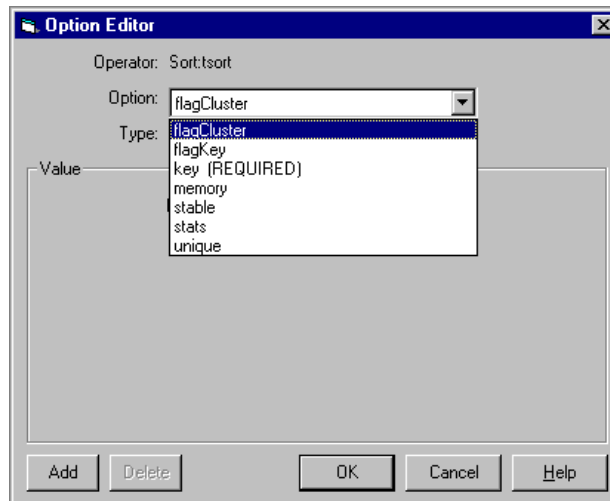 Option Editor
Operator: Sort:tsort
Option: flagCluster
Type:
flagCluster
flagKey
key (REQUIRED)
memory
stable
stats
unique
Value
Add Delete OK Cancel Help